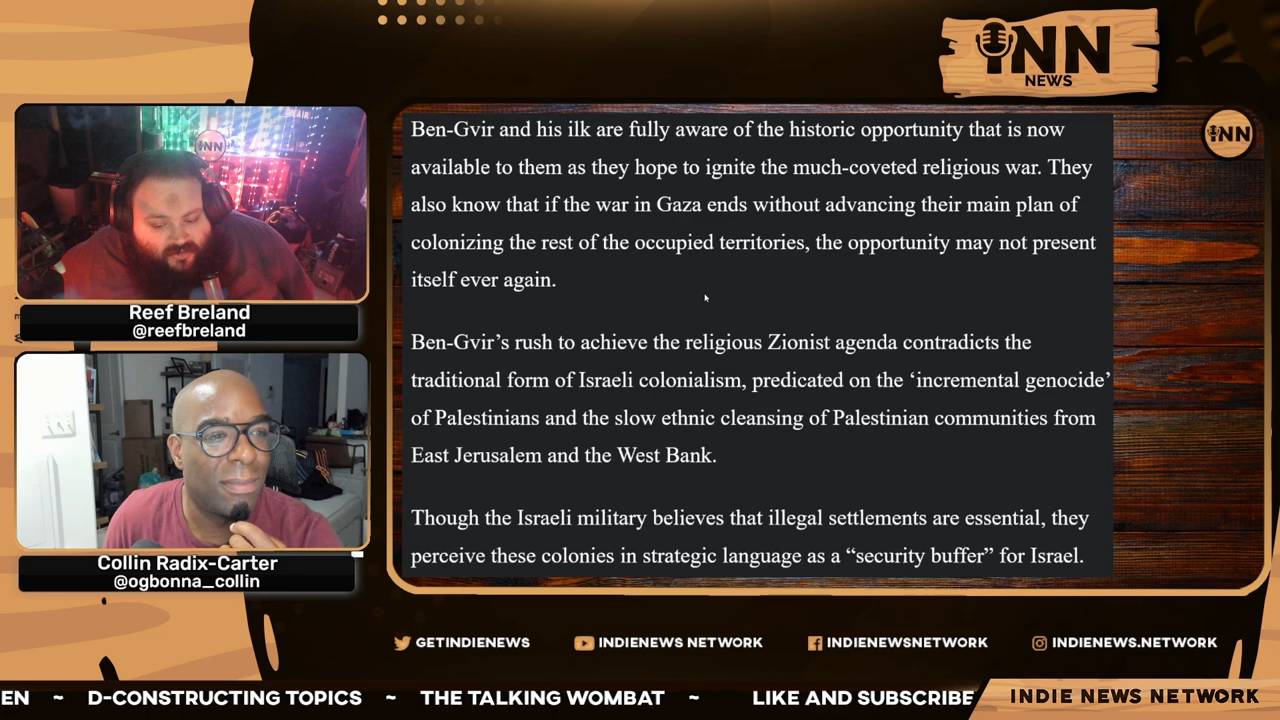 INN
NEWS
INN
INN
Ben-Gvir and his ilk are fully aware of the historic opportunity that is now
available to them as they hope to ignite the much-coveted religious war. They
also know that if the war in Gaza ends without advancing their main plan of
colonizing the rest of the occupied territories, the opportunity may not present
itself ever again.
Ben-Gvir’s rush to achieve the religious Zionist agenda contradicts the
traditional form of Israeli colonialism, predicated on the ‘incremental genocide’
of Palestinians and the slow ethnic cleansing of Palestinian communities from
East Jerusalem and the West Bank.
Though the Israeli military believes that illegal settlements are essential, they
perceive these colonies in strategic language as a “security buffer” for Israel.
Reef Breland
@reefbreland
Collin Radix-Carter
@ogbonna_collin
GETINDIENEWS
INDIENEWS NETWORK
INDIENEWSNETWORK
INDIENEWS.NETWORK
EN ~ D-CONSTRUCTING TOPICS ~ THE TALKING WOMBAT ~ LIKE AND SUBSCRIBE
INDIE NEWS NETWORK